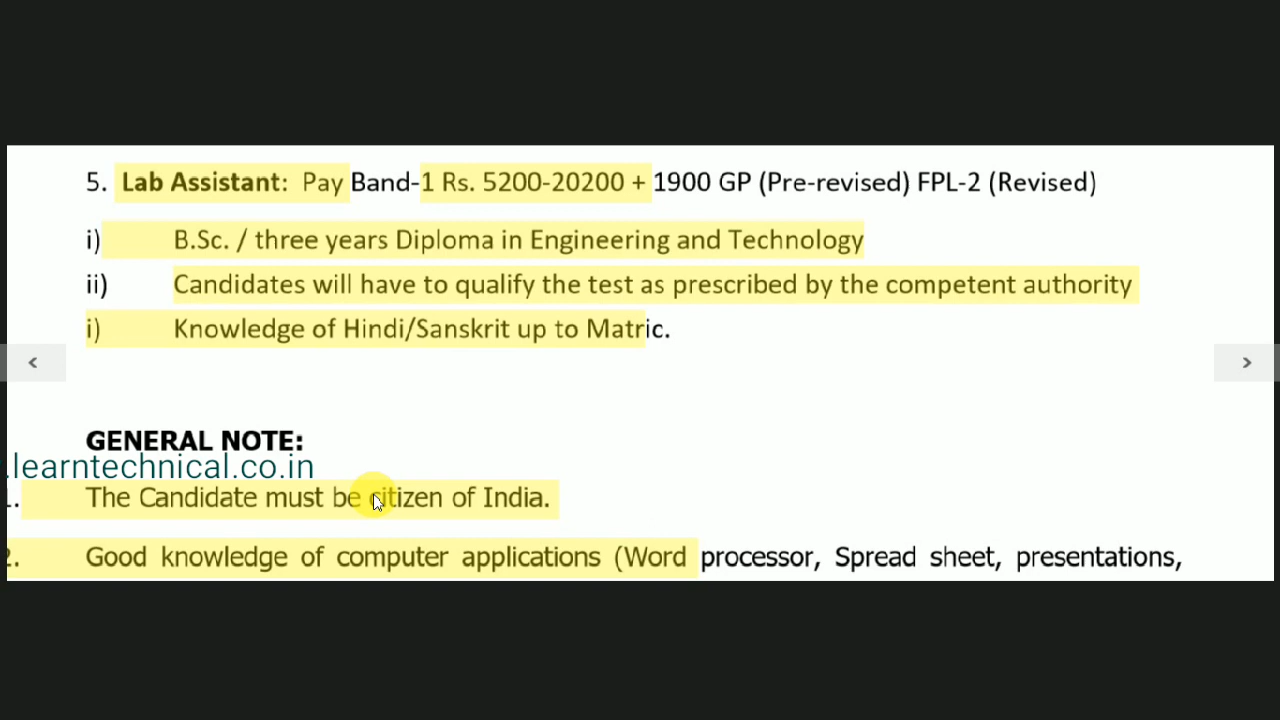 5. Lab Assistant: Pay Band-1 Rs. 5200-20200 + 1900 GP (Pre-revised) FPL-2 (Revised)
i) B.Sc. / three years Diploma in Engineering and Technology
ii) Candidates will have to qualify the test as prescribed by the competent authority
i) Knowledge of Hindi/Sanskrit up to Matric.
< >
GENERAL NOTE:
.learntechnical.co.in
1. The Candidate must be citizen of India.
2. Good knowledge of computer applications (Word processor, Spread sheet, presentations,